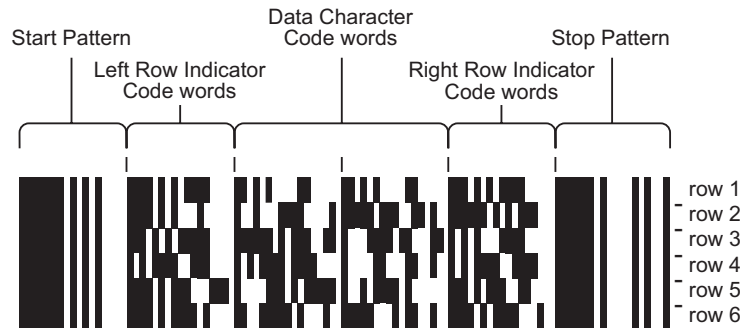 Data Character
Code words
Start Pattern
Stop Pattern
Left Row Indicator
Code words
Right Row Indicator
Code words
row 1
row 2
row 3
row 4
row 5
row 6